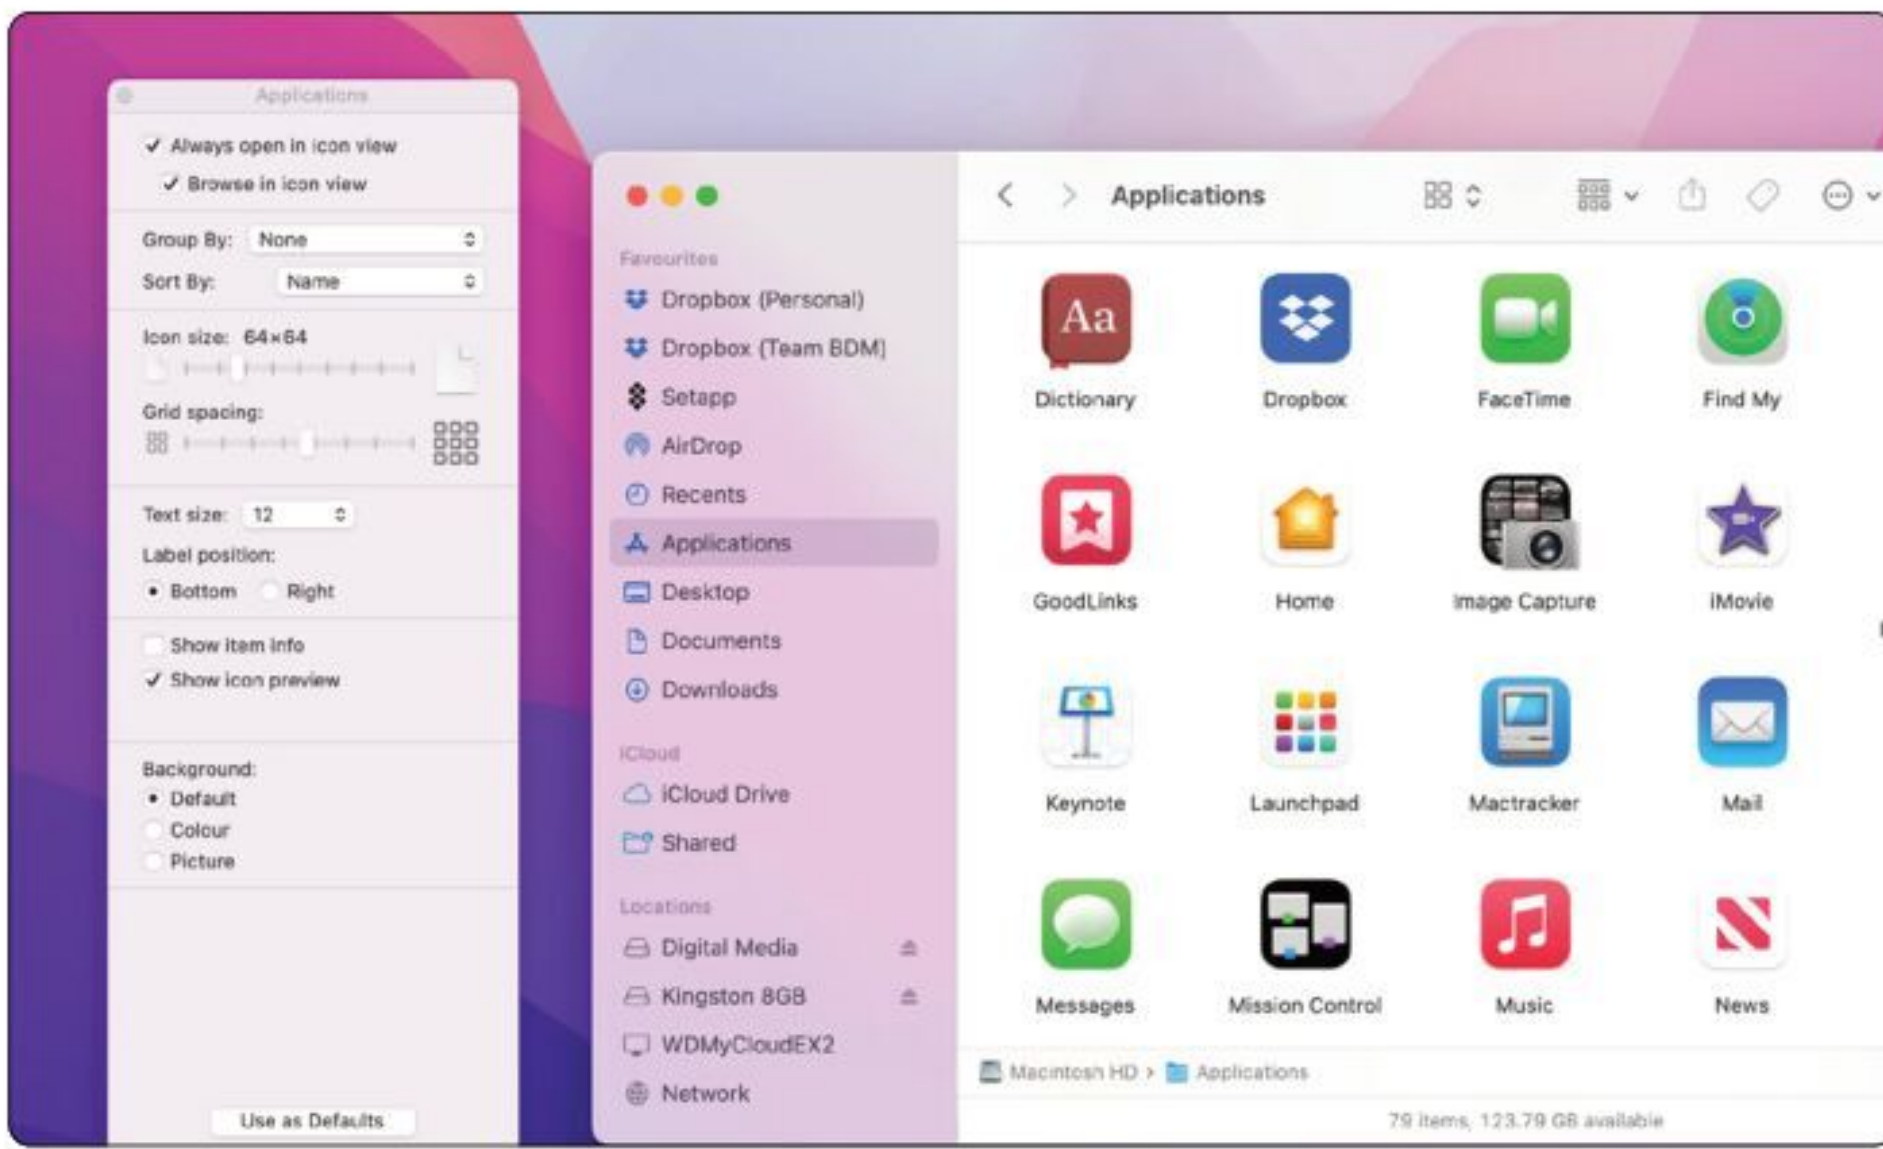 Applications
Always open in icon view
Browse in icon view
Group By: None
Sort By: Name
Icon size: 64×64
Grid spacing:
Text size: 12
Label position:
Bottom Right
Show item info
Show icon preview
Background:
Default
Colour
Picture
Use as Defaults
Favourites
Dropbox (Personal)
Dropbox (Team BDM)
Setapp
AirDrop
Recents
Applications
Desktop
Documents
Downloads
iCloud
iCloud Drive
Shared
Locations
Digital Media
Kingston 8GB
WDMyCloudEX2
Network
Applications
Aa
Dictionary Dropbox FaceTime Find My
GoodLinks Home Image Capture iMovie
Keynote Launchpad Mactracker Mail
Messages Mission Control Music News
Macintosh HD › Applications
79 items, 123.79 GB available